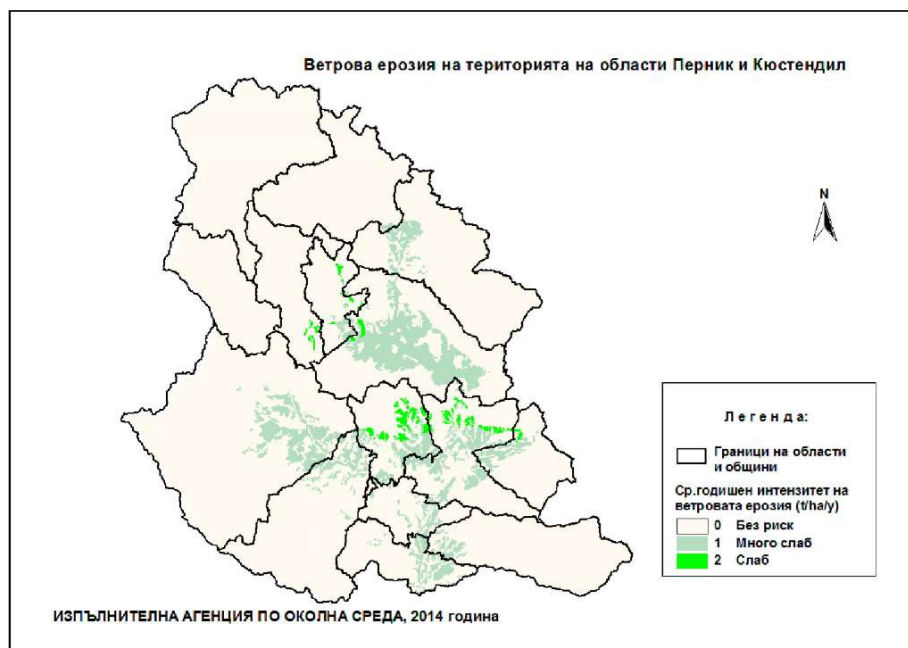 Ветрова ерозия на територията на области Перник и Кюстендил
N
Легенда:
Граници на области
и общини
Ср.годишен интензитет на
ветровата ерозия (t/ha/y)
0 Без риск
1 Много слаб
2 Слаб
ИЗПЪЛНИТЕЛНА АГЕНЦИЯ ПО ОКОЛНА СРЕДА, 2014 година